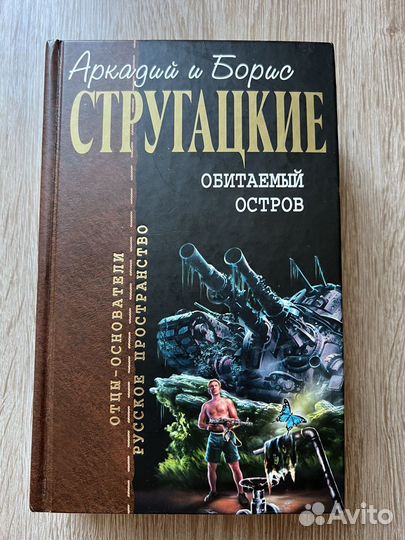 Аркадий и Борис
СТРУГАЦКИЕ
ОБИТАЕМЫЙ
ОСТРОВ
ОТЦЫ-ОСНОВАТЕЛИ
РУССКОЕ ПРОСТРАНСТВО
Avito